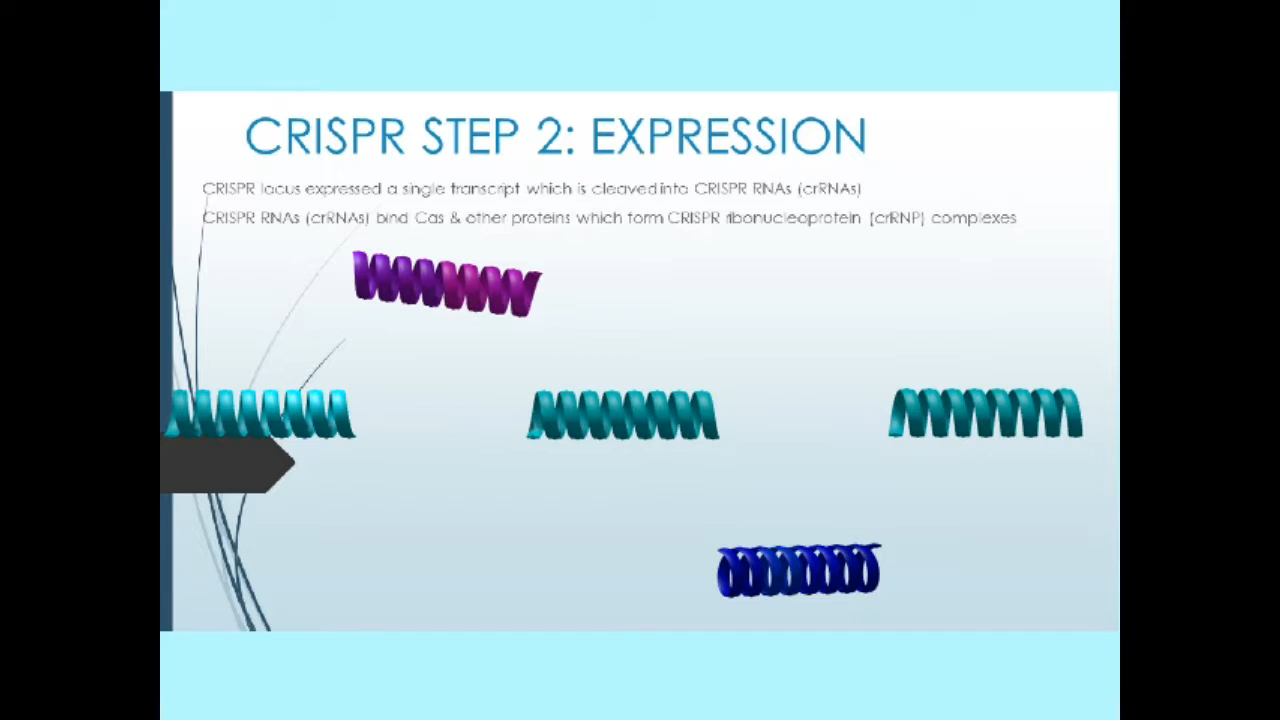 CRISPR STEP 2: EXPRESSION
CRISPR locus expressed a single transcript which is cleaved into CRISPR RNAs (crRNAs)
CRISPR RNAs (crRNAs) bind Cas & other proteins which form CRISPR ribonucleoprotein (crRNP) complexes